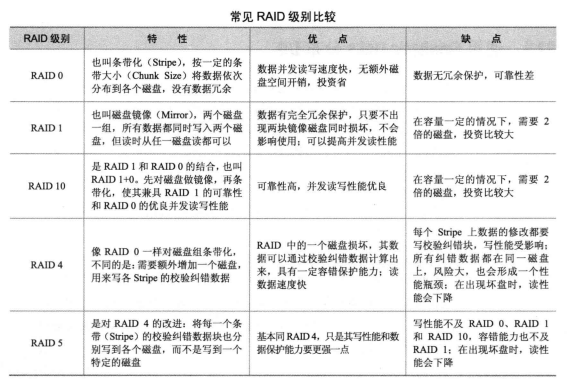 常见 RAID 级别比较
RAID 级别 特 性 优 点 缺 点
RAID 0
也叫条带化（Stripe），按一定的条
带大小（Chunk Size）将数据依次
分布到各个磁盘，没有数据冗余
数据并发读写速度快，无额外磁
盘空间开销，投资省
数据无冗余保护，可靠性差
RAID 1
也叫磁盘镜像（Mirror），两个磁盘
一组，所有数据都同时写入两个磁
盘，但读时从任一磁盘读都可以
数据有完全冗余保护，只要不出
现两块镜像磁盘同时损坏，不会
影响使用；可以提高并发读性能
在容量一定的情况下，需要 2
倍的磁盘，投资比较大
RAID 10
是 RAID 1 和 RAID 0 的结合，也叫
RAID 1+0。先对磁盘做镜像，再条
带化，使其兼具 RAID 1 的可靠性
和 RAID 0 的优良并发读写性能
可靠性高，并发读写性能优良
在容量一定的情况下，需要 2
倍的磁盘，投资比较大
RAID 4
像 RAID 0 一样对磁盘组条带化，
不同的是：需要额外增加一个磁盘，
用来写各 Stripe 的校验纠错数据
RAID 中的一个磁盘损坏，其数
据可以通过校验纠错数据计算出
来，具有一定容错保护能力；读
数据速度快
每个 Stripe 上数据的修改都要
写校验纠错块，写性能受影响；
所有纠错数据都在同一磁盘
上，风险大，也会形成一个性
能瓶颈；在出现坏盘时，读性
能会下降
RAID 5
是对 RAID 4 的改进：将每一个条
带（Stripe）的校验纠错数据块也分
别写到各个磁盘，而不是写到一个
特定的磁盘
基本同 RAID 4，只是其写性能和数
据保护能力要更强一点
写性能不及 RAID 0、RAID 1
和 RAID 10，容错能力也不及
RAID 1；在出现坏盘时，读性
能会下降